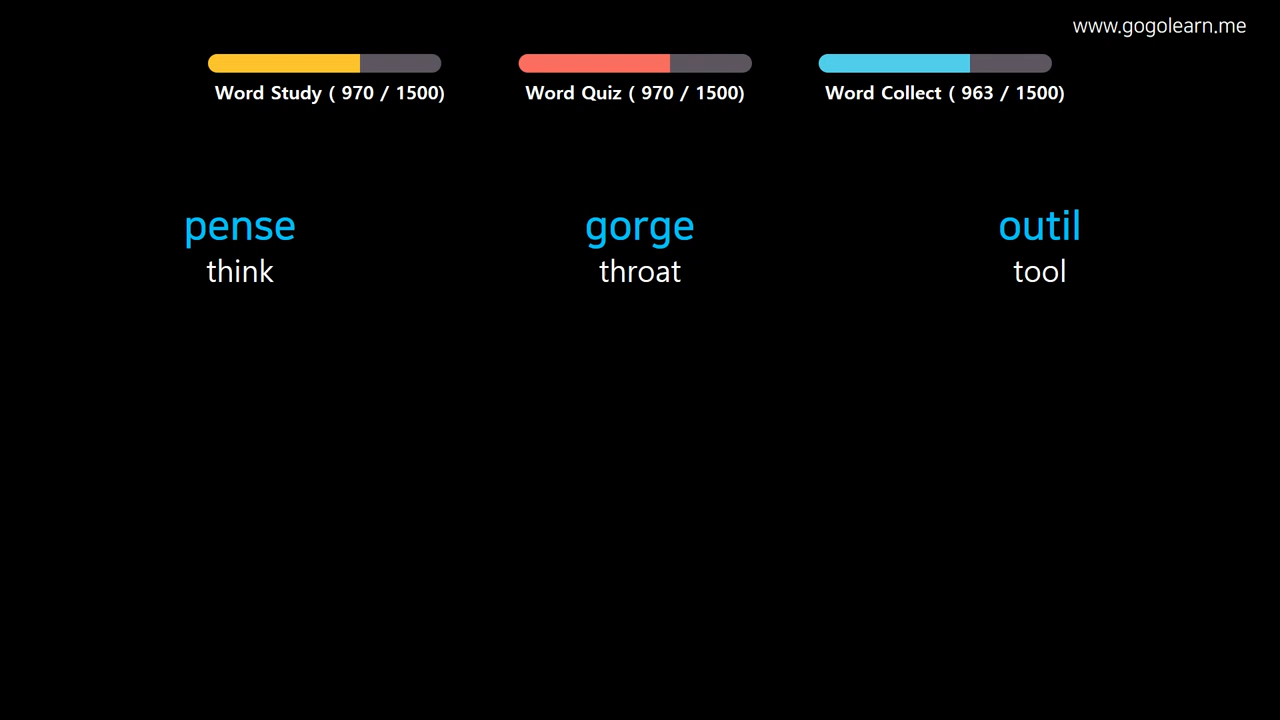 www.gogolearn.me
Word Study ( 970 / 1500)
Word Quiz ( 970 / 1500)
Word Collect ( 963 / 1500)
pense
think
gorge
throat
outil
tool